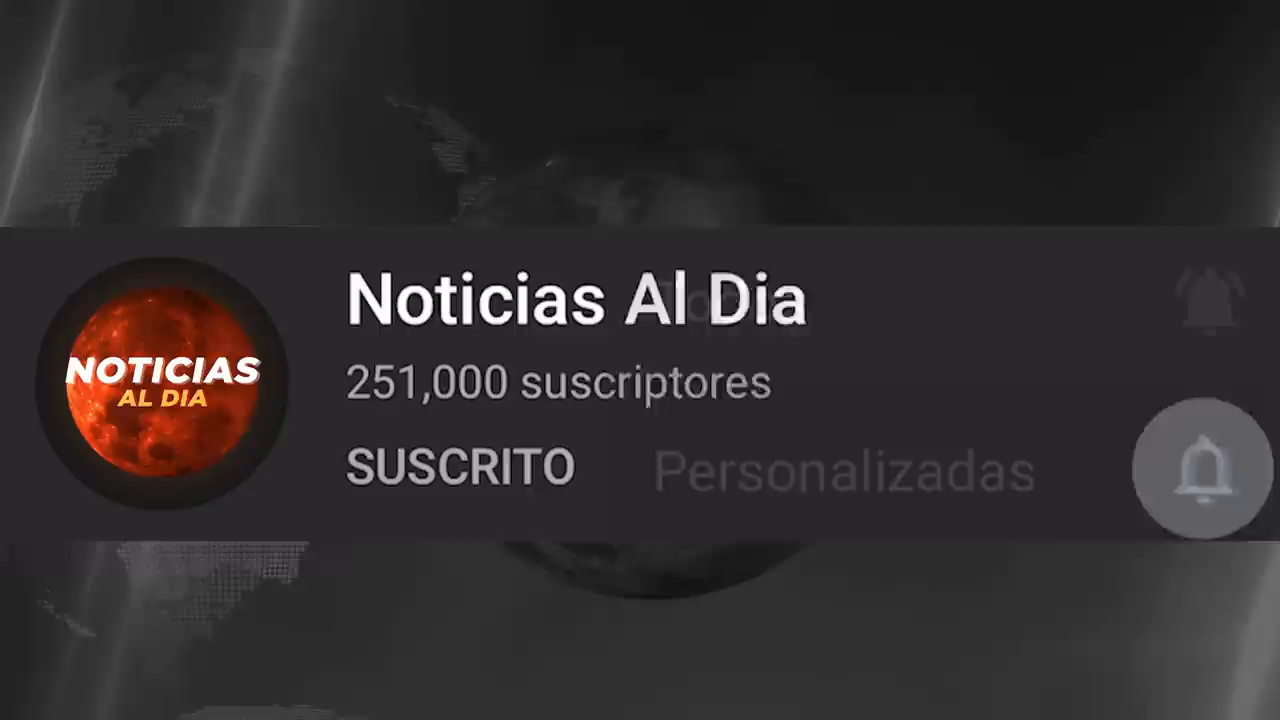 NOTICIAS
AL DIA
Noticias Al Dia
251,000 suscriptores
SUSCRITO
Personalizadas